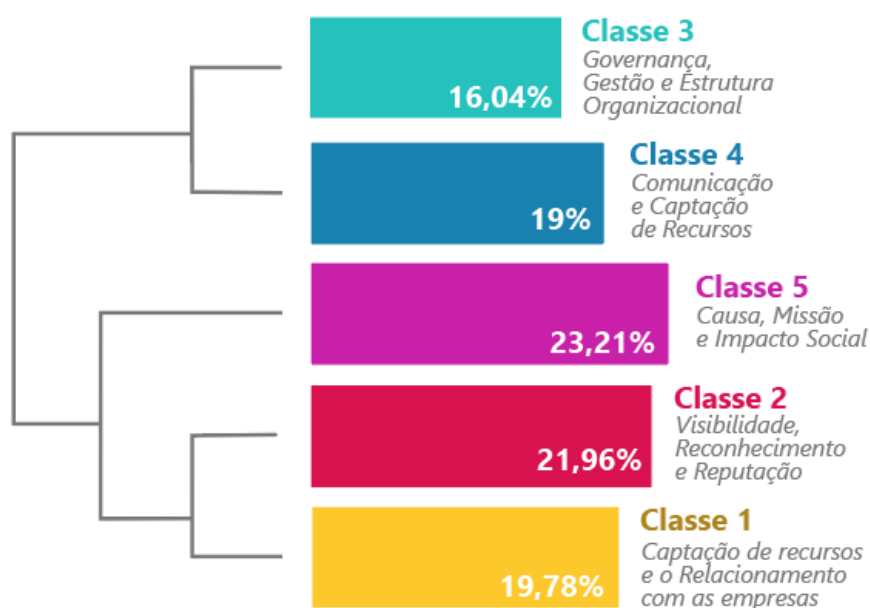 Classe 3
Governança,
Gestão e Estrutura
Organizacional
16,04%
Classe 4
Comunicação
e Captação
de Recursos
19%
Classe 5
Causa, Missão
e Impacto Social
23,21%
Classe 2
Visibilidade,
Reconhecimento
e Reputação
21,96%
Classe 1
Captação de recursos
e o Relacionamento
com as empresas
19,78%